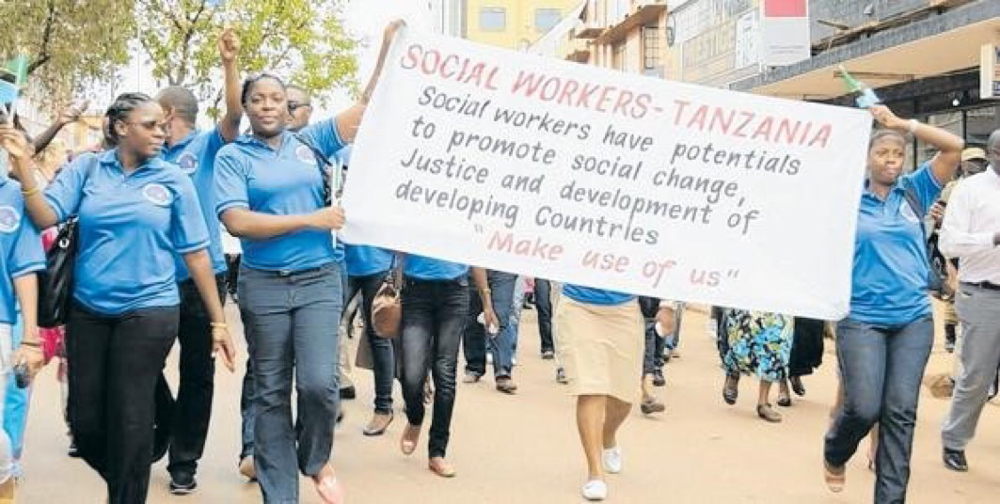 SOCIAL WORKERS-TANZANIA
Social workers have potentials
to promote social change,
Justice and development of
developing Countries
"Make use of us"